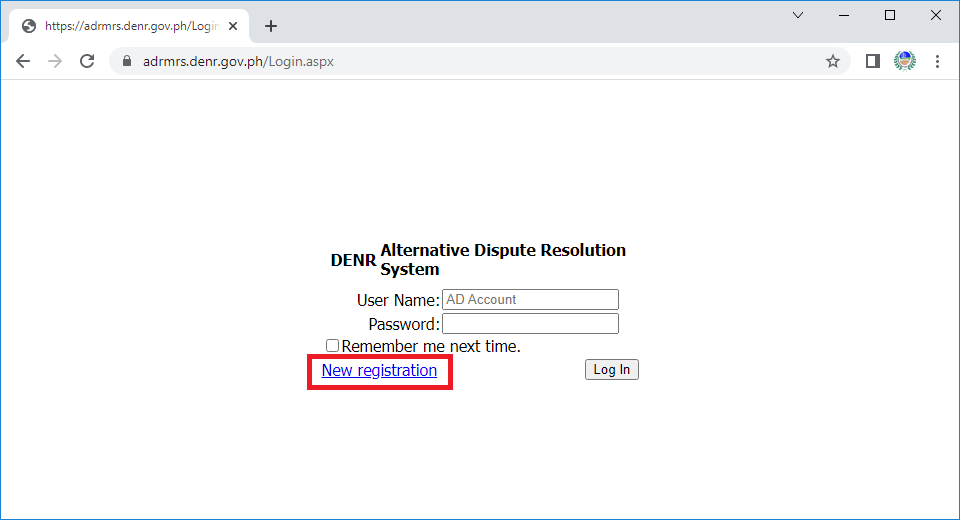 https://adrmrs.denr.gov.ph/Login
adrmrs.denr.gov.ph/Login.aspx
DENR Alternative Dispute Resolution
System
User Name: AD Account
Password:
Remember me next time.
New registration Log In